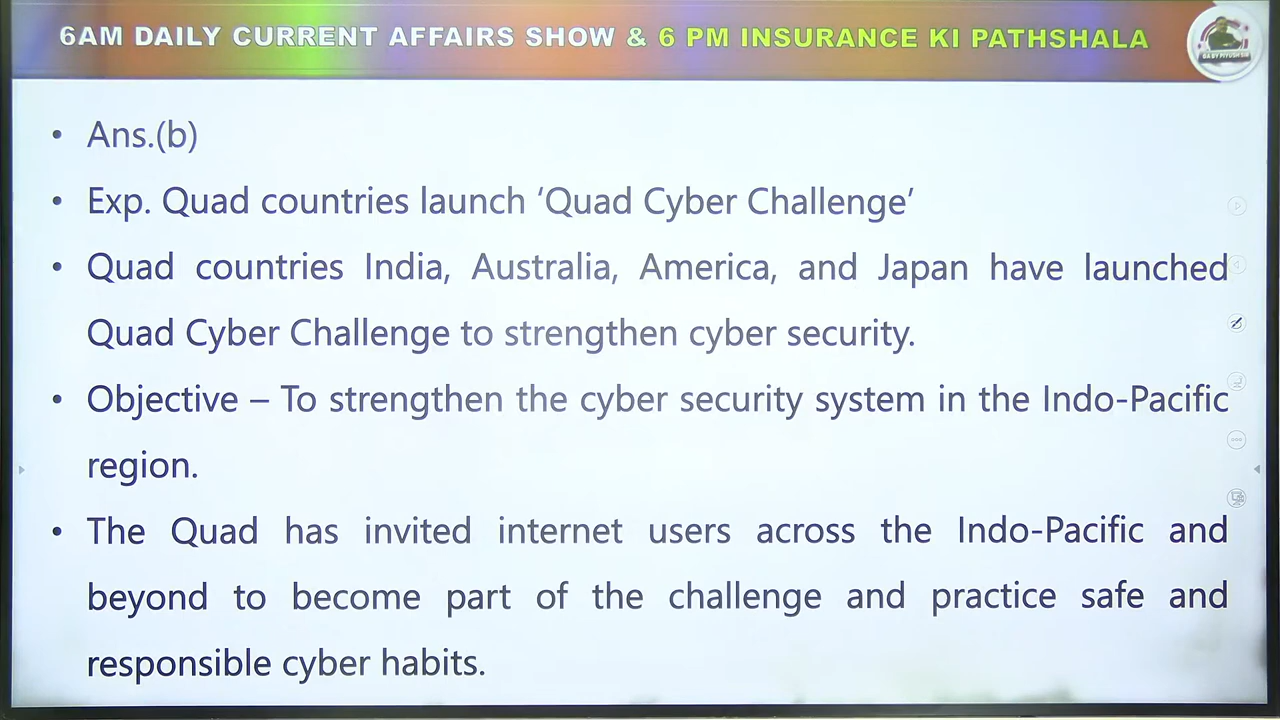 6AM DAILY CURRENT AFFAIRS SHOW & 6 PM INSURANCE KI PATHSHALA
• Ans.(b)
• Exp. Quad countries launch ‘Quad Cyber Challenge’
• Quad countries India, Australia, America, and Japan have launched
Quad Cyber Challenge to strengthen cyber security.
• Objective – To strengthen the cyber security system in the Indo-Pacific
region.
• The Quad has invited internet users across the Indo-Pacific and
beyond to become part of the challenge and practice safe and
responsible cyber habits.